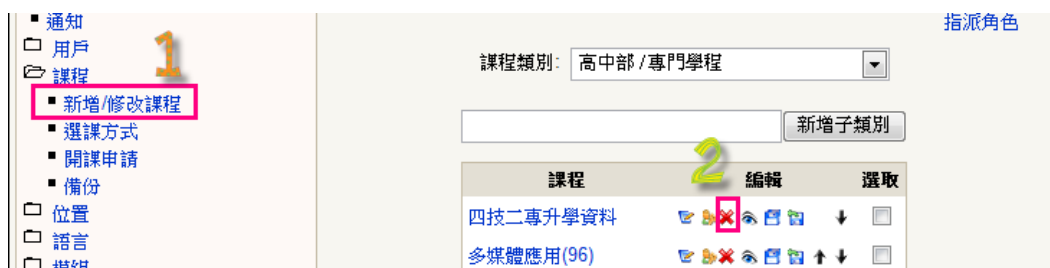 通知
用戶
課程
新增/修改課程
選課方式
開課申請
備份
位置
語言
模組
1
指派角色
課程類別: 高中部 / 專門學程
新增子類別
2
課程 編輯 選取
四技二專升學資料
多媒體應用(96)